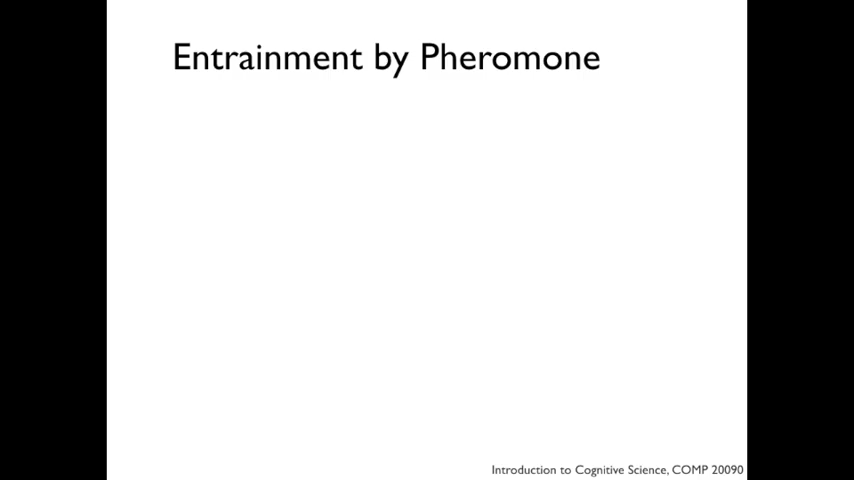 Entrainment by Pheromone
Introduction to Cognitive Science, COMP 20090